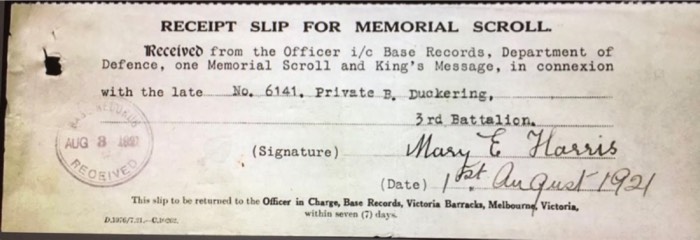 RECEIPT SLIP FOR MEMORIAL SCROLL.
Received from the Officer i/c Base Records, Department of
Defence, one Memorial Scroll and King's Message, in connexion
with the late No. 6141. Private B. Duckering,
3rd Battalion.
BASE RECORDS
AUG 8
RECEIVED
(Signature) Mary E Harris
(Date) 1st August 1921
This slip to be returned to the Officer in Charge, Base Records, Victoria Barracks, Melbourne, Victoria,
within seven (7) days.